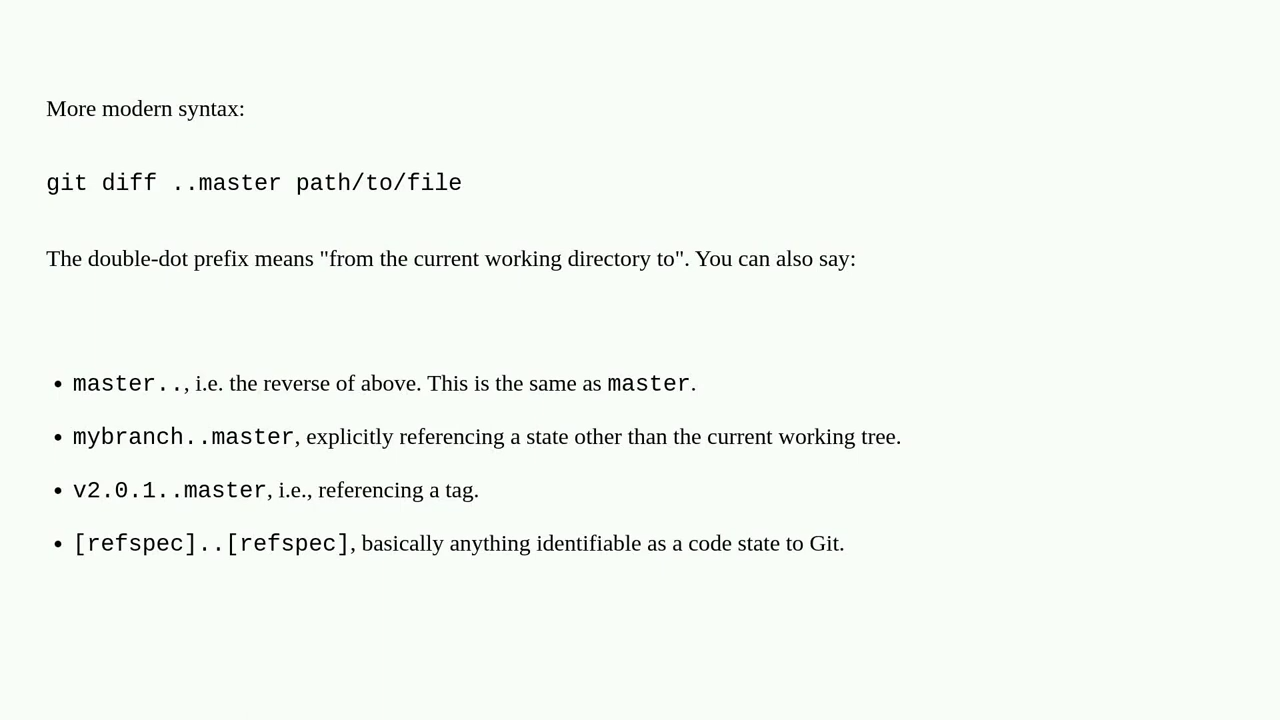 More modern syntax:
git diff ..master path/to/file
The double-dot prefix means "from the current working directory to". You can also say:
• master.., i.e. the reverse of above. This is the same as master.
• mybranch..master, explicitly referencing a state other than the current working tree.
• v2.0.1..master, i.e., referencing a tag.
• [refspec]..[refspec], basically anything identifiable as a code state to Git.